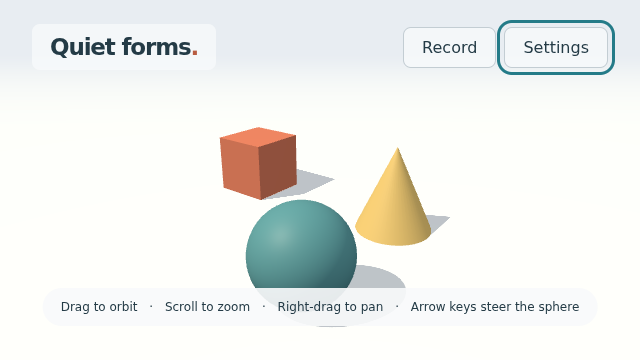 Quiet forms.
Record
Settings
Drag to orbit · Scroll to zoom · Right-drag to pan · Arrow keys steer the sphere